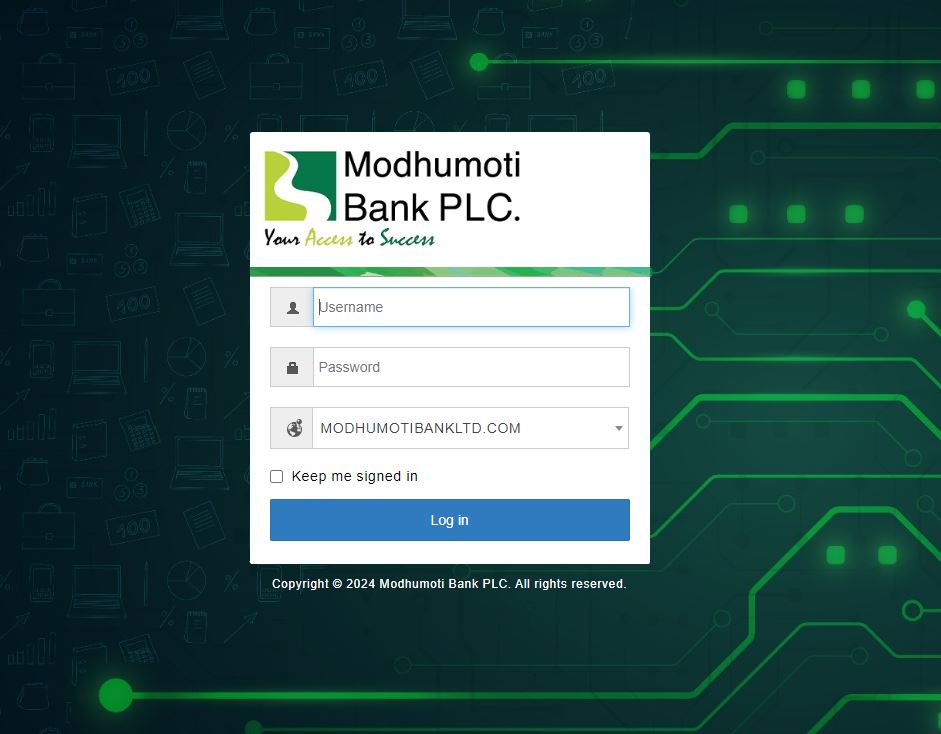 Modhumoti
Bank PLC.
Your Access to Success
Username
Password
MODHUMOTIBANKLTD.COM
Keep me signed in
Log in
Copyright © 2024 Modhumoti Bank PLC. All rights reserved.